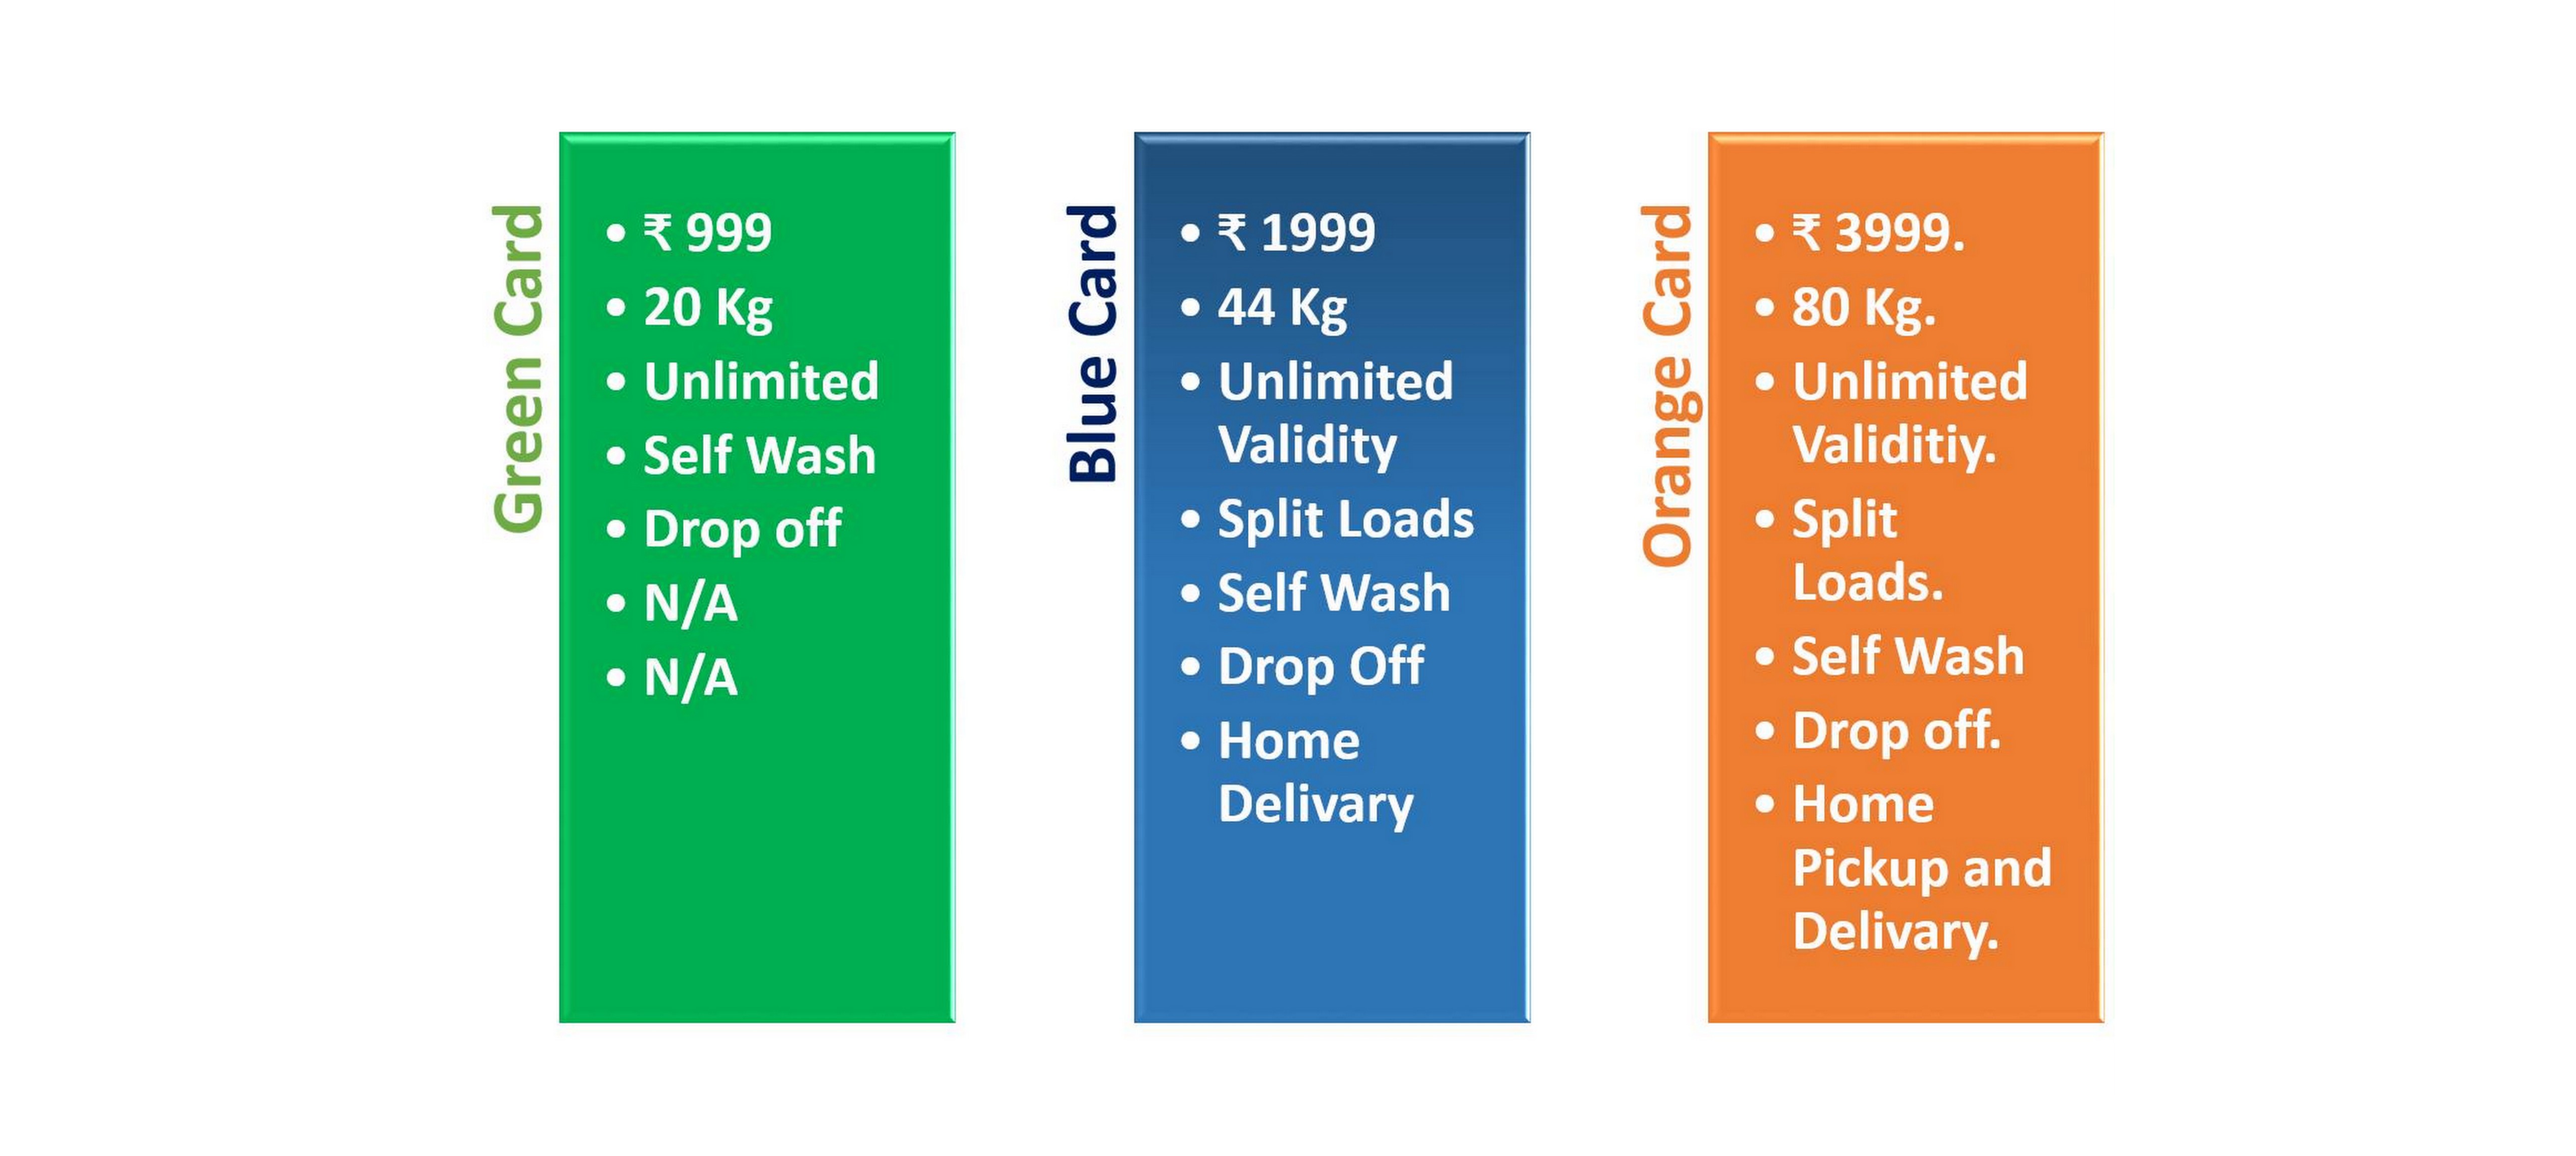 Green Card
• ₹ 999
• 20 Kg
• Unlimited
• Self Wash
• Drop off
• N/A
• N/A
Blue Card
• ₹ 1999
• 44 Kg
• Unlimited
Validity
• Split Loads
• Self Wash
• Drop Off
• Home
Delivary
Orange Card
• ₹ 3999.
• 80 Kg.
• Unlimited
Validitiy.
• Split
Loads.
• Self Wash
• Drop off.
• Home
Pickup and
Delivary.